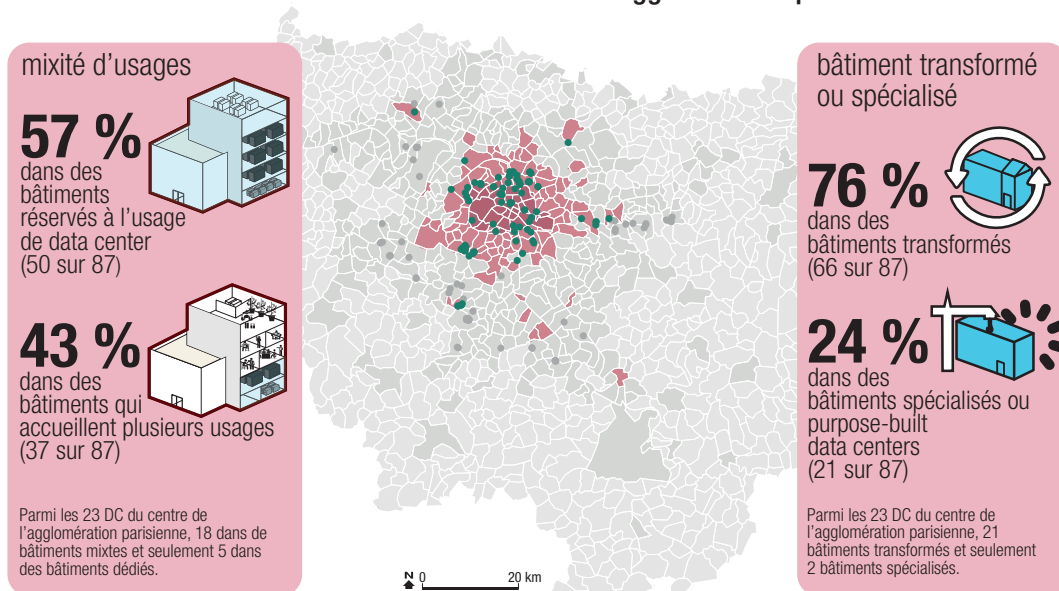 mixité d’usages
57 %
dans des
bâtiments
réservés à l’usage
de data center
(50 sur 87)
43 %
dans des
bâtiments qui
accueillent plusieurs usages
(37 sur 87)
Parmi les 23 DC du centre de
l’agglomération parisienne, 18 dans de
bâtiments mixtes et seulement 5 dans
des bâtiments dédiés.
N 0 20 km
bâtiment transformé
ou spécialisé
76 %
dans des
bâtiments transformés
(66 sur 87)
24 %
dans des
bâtiments spécialisés ou
purpose-built
data centers
(21 sur 87)
Parmi les 23 DC du centre de
l’agglomération parisienne, 21
bâtiments transformés et seulement
2 bâtiments spécialisés.